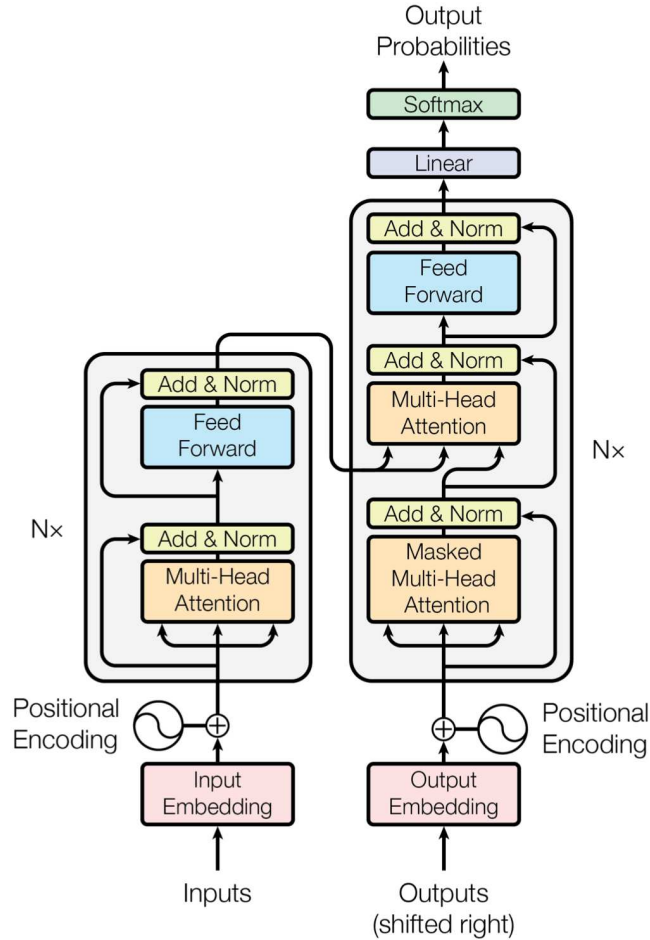 Output
Probabilities
Softmax
Linear
Add & Norm
Feed
Forward
Add & Norm
Multi-Head
Attention
Nx
Add & Norm
Masked
Multi-Head
Attention
Add & Norm
Feed
Forward
Nx
Add & Norm
Multi-Head
Attention
Positional
Encoding
Positional
Encoding
Input
Embedding
Output
Embedding
Inputs
Outputs
(shifted right)